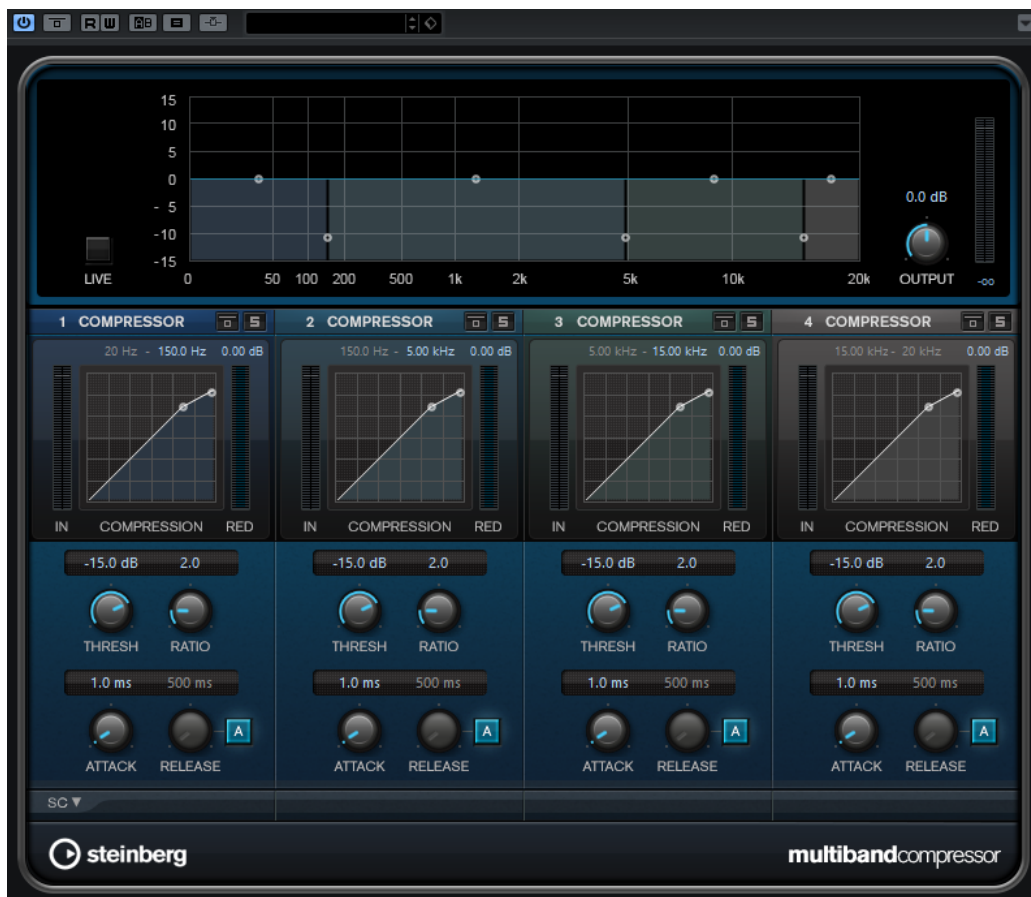 R W AB
15
10
5
0
- 5
-10
-15
0 50 100 200 500 1k 2k 5k 10k 20k
LIVE
0.0 dB
OUTPUT
-∞
1 COMPRESSOR S 2 COMPRESSOR S 3 COMPRESSOR S 4 COMPRESSOR S
20 Hz - 150.0 Hz 0.00 dB 150.0 Hz - 5.00 kHz 0.00 dB 5.00 kHz - 15.00 kHz 0.00 dB 15.00 kHz - 20 kHz 0.00 dB
IN COMPRESSION RED IN COMPRESSION RED IN COMPRESSION RED IN COMPRESSION RED
-15.0 dB 2.0 -15.0 dB 2.0 -15.0 dB 2.0 -15.0 dB 2.0
THRESH RATIO THRESH RATIO THRESH RATIO THRESH RATIO
1.0 ms 500 ms 1.0 ms 500 ms 1.0 ms 500 ms 1.0 ms 500 ms
A A A A
ATTACK RELEASE ATTACK RELEASE ATTACK RELEASE ATTACK RELEASE
SC▼
steinberg multibandcompressor